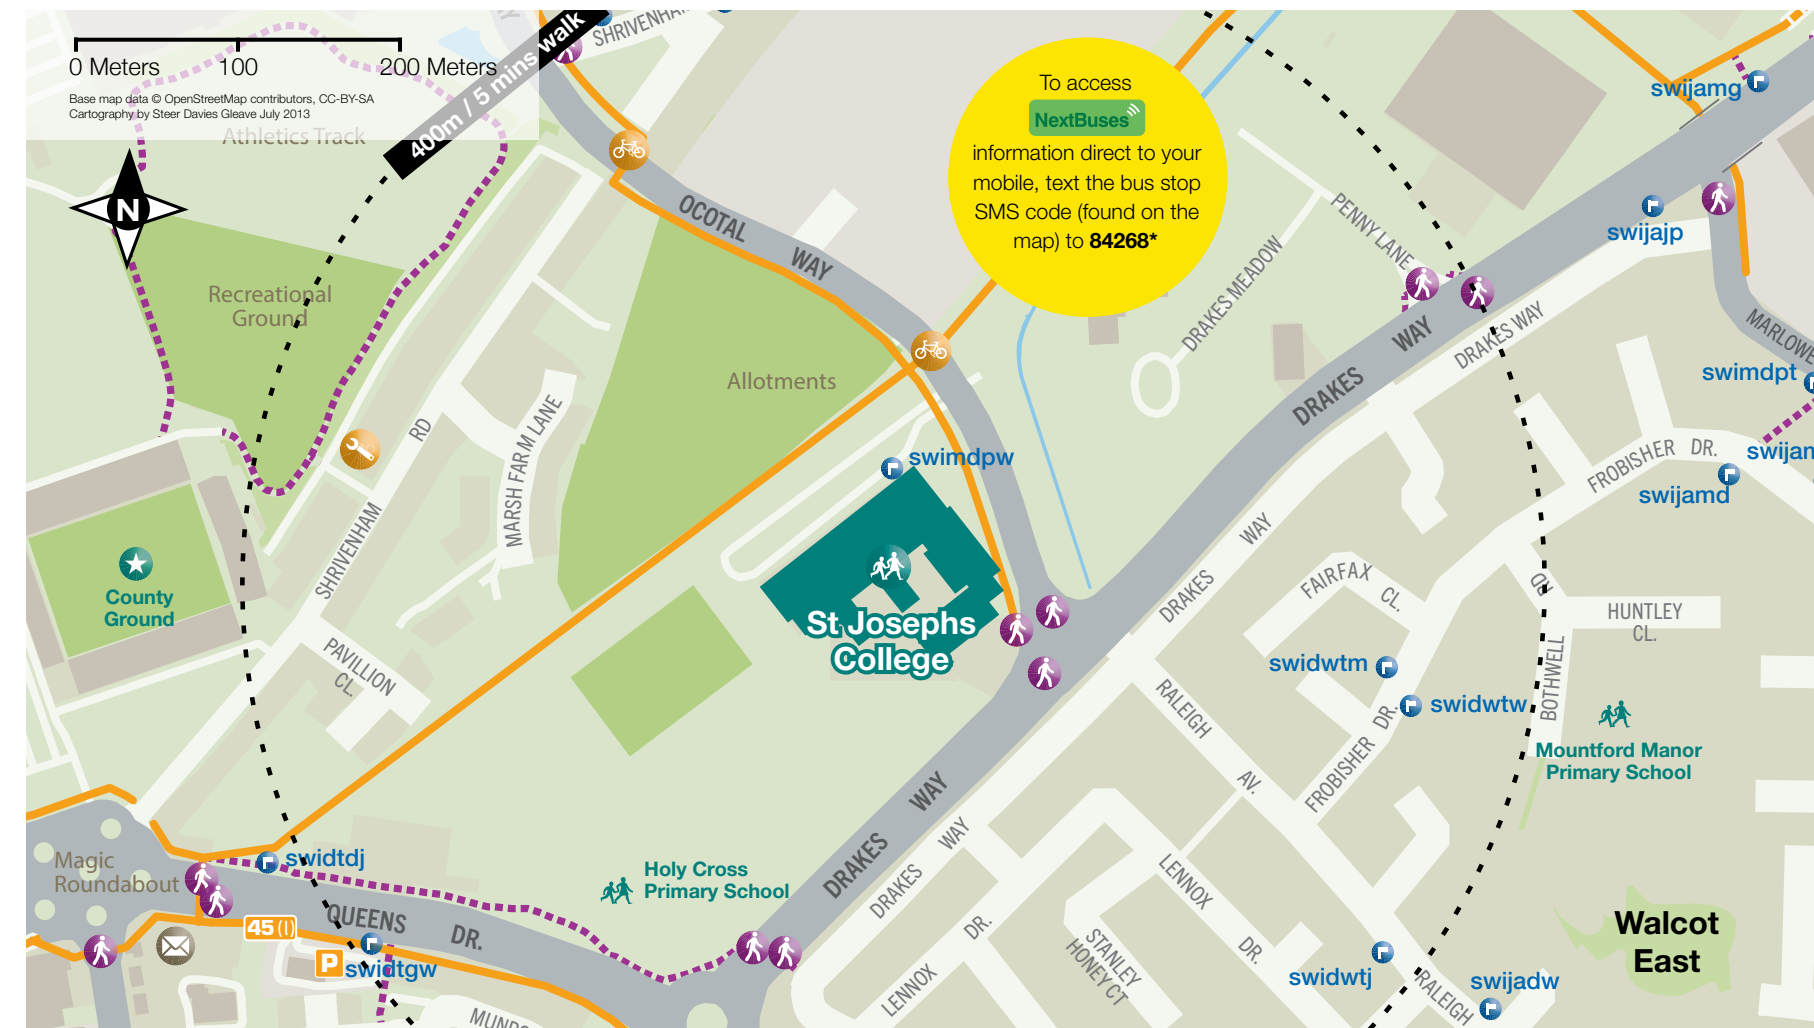 0 Meters 100 200 Meters
Base map data © OpenStreetMap contributors, CC-BY-SA
Cartography by Steer Davies Gleave July 2013
Athletics Track
400m / 5 mins walk
N
To access
NextBuses
information direct to your
mobile, text the bus stop
SMS code (found on the
map) to 84268*
swijamg
swijajp
PENNY LANE
DRAKES MEADOW
OCOTAL WAY
Recreational
Ground
Allotments
DRAKES WAY
DRAKES WAY
swimdpt
FROBISHER DR.
swijamd
RD
MARSH FARM LANE
SHRIVENHAM
swimdpw
County
Ground
St Josephs
College
DRAKES WAY
FAIRFAX CL.
RD
BOTHWELL
HUNTLEY
CL.
PAVILLION
CL.
swidwtm
swidwtw
RALEIGH AV.
FROBISHER DR.
Mountford Manor
Primary School
DRAKES WAY
DRAKES WAY
Magic
Roundabout
swidtdj
Holy Cross
Primary School
45 (l)
QUEENS DR.
P
swidtgw
LENNOX DR.
LENNOX DR.
STANLEY
HONEY CT
swidwtj
RALEIGH
swijadw
Walcot
East